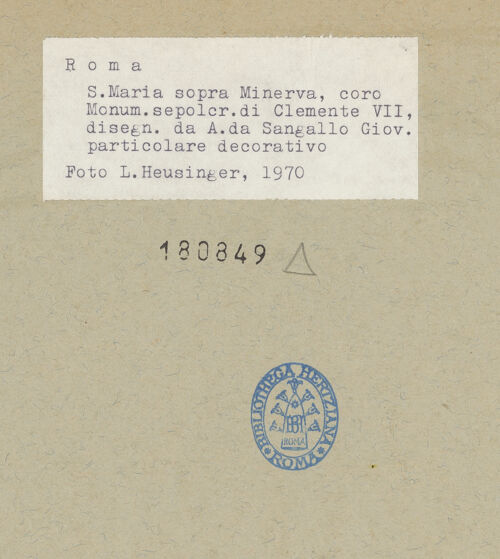 R o m a
S.Maria sopra Minerva, coro
Monum.sepolcr.di Clemente VII,
disegn. da A.da Sangallo Giov.
particolare decorativo
Foto L.Heusinger, 1970
180849
BIBLIOTHECA HERTZIANA
ROMA
ROMA